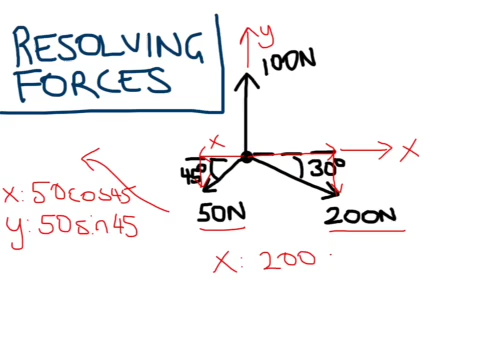 RESOLVING
FORCES
y
100N
x
X
45°
30°
50N
200N
x: 50cos45
y: 50sin45
X: 200